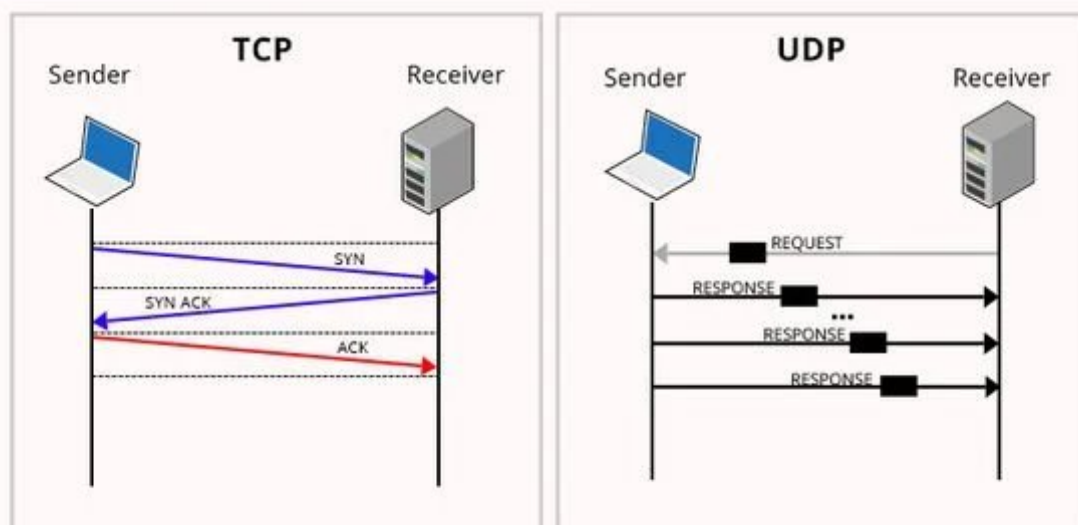 TCP
Sender
Receiver
SYN
SYN ACK
ACK
UDP
Sender
Receiver
REQUEST
RESPONSE
...
RESPONSE
RESPONSE